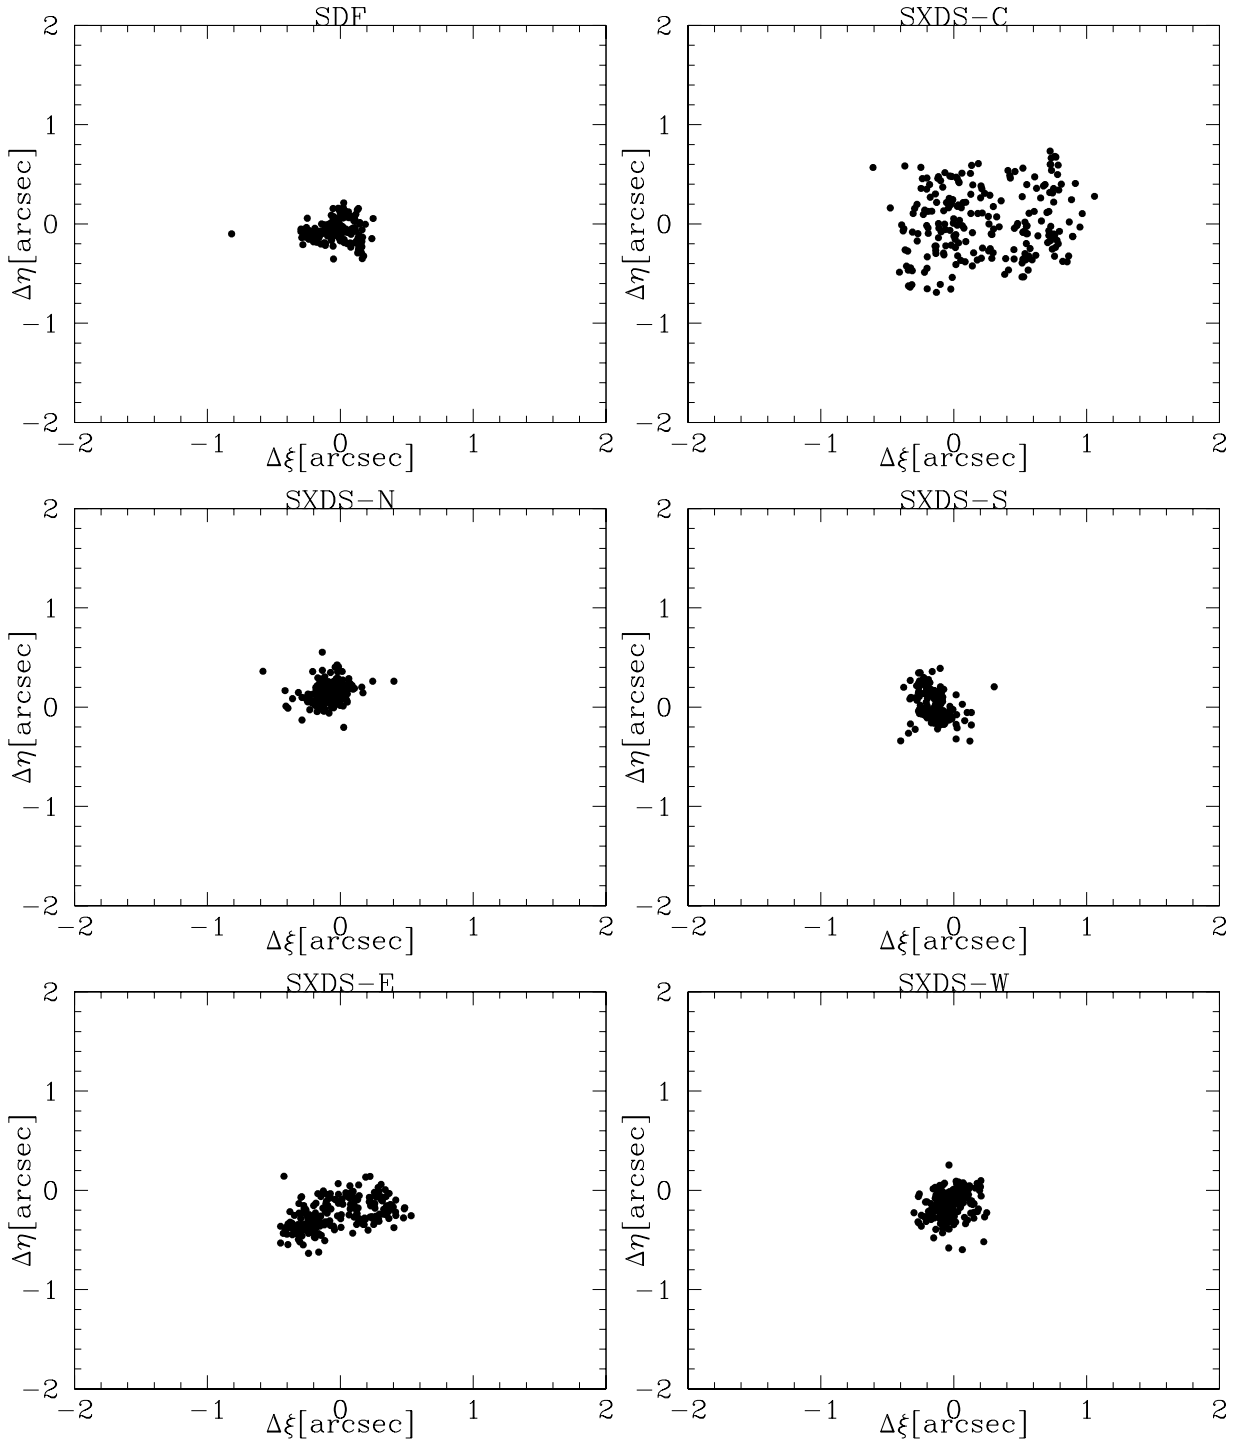 SDF
2
1
0
−1
−2
Δη[arcsec]
−2 −1 0 1 2
Δξ[arcsec]
SXDS−C
2
1
0
−1
−2
Δη[arcsec]
−2 −1 0 1 2
Δξ[arcsec]
SXDS−N
2
1
0
−1
−2
Δη[arcsec]
−2 −1 0 1 2
Δξ[arcsec]
SXDS−S
2
1
0
−1
−2
Δη[arcsec]
−2 −1 0 1 2
Δξ[arcsec]
SXDS−E
2
1
0
−1
−2
Δη[arcsec]
−2 −1 0 1 2
Δξ[arcsec]
SXDS−W
2
1
0
−1
−2
Δη[arcsec]
−2 −1 0 1 2
Δξ[arcsec]